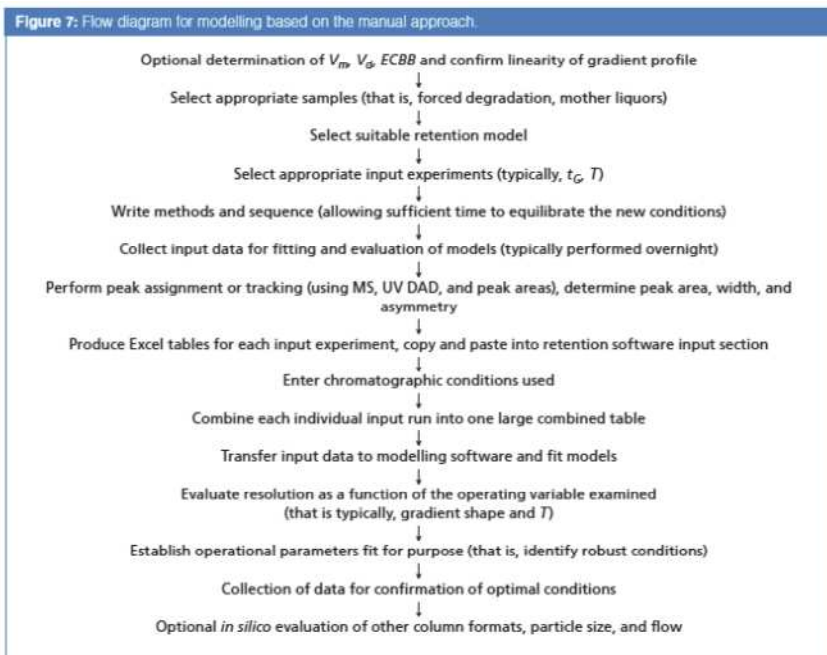 Figure 7: Flow diagram for modelling based on the manual approach.
Optional determination of Vm, Vd, ECBB and confirm linearity of gradient profile
Select appropriate samples (that is, forced degradation, mother liquors)
Select suitable retention model
Select appropriate input experiments (typically, tG, T)
Write methods and sequence (allowing sufficient time to equilibrate the new conditions)
Collect input data for fitting and evaluation of models (typically performed overnight)
Perform peak assignment or tracking (using MS, UV DAD, and peak areas), determine peak area, width, and
asymmetry
Produce Excel tables for each input experiment, copy and paste into retention software input section
Enter chromatographic conditions used
Combine each individual input run into one large combined table
Transfer input data to modelling software and fit models
Evaluate resolution as a function of the operating variable examined
(that is typically, gradient shape and T)
Establish operational parameters fit for purpose (that is, identify robust conditions)
Collection of data for confirmation of optimal conditions
Optional in silico evaluation of other column formats, particle size, and flow